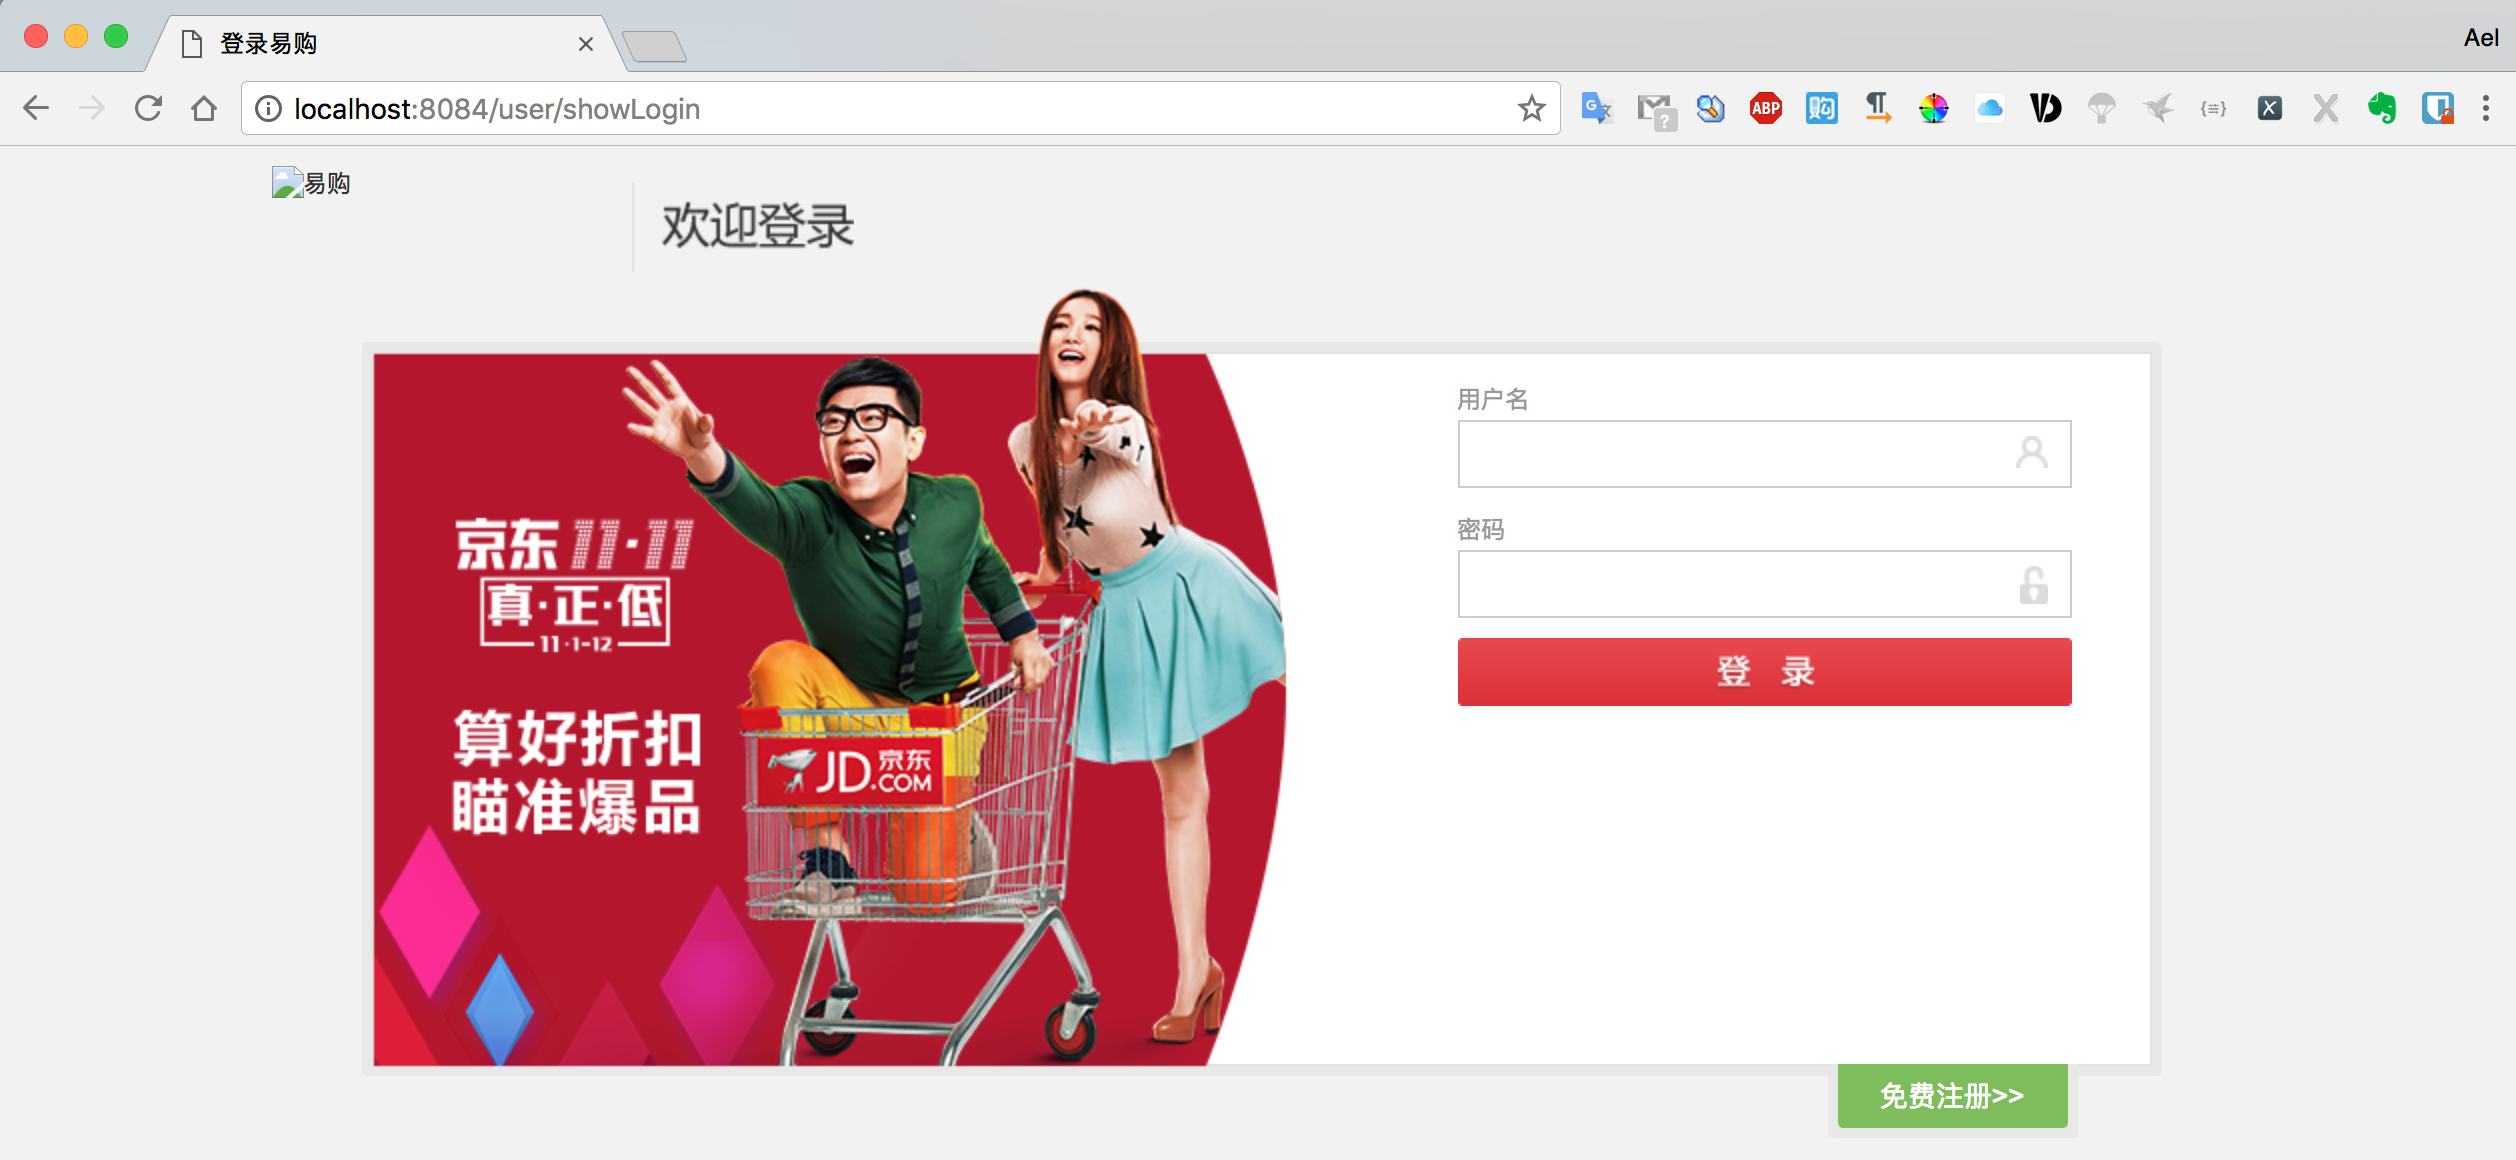 登录易购
Ael
localhost:8084/user/showLogin
G 文
?
ABP
购
易购
欢迎登录
用户名
密码
登 录
京东 11·11
真·正·低
11·1-12
算好折扣
瞄准爆品
JD.京东
COM
免费注册>>